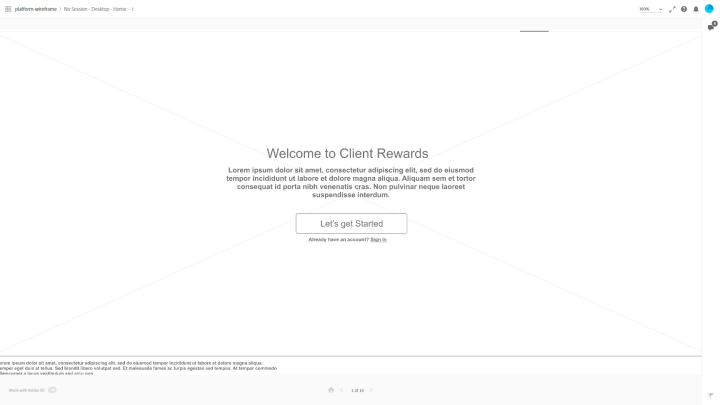 platform-wireframe | No Session - Desktop - Home - I
100%
Welcome to Client Rewards
Lorem ipsum dolor sit amet, consectetur adipiscing elit, sed do eiusmod
tempor incididunt ut labore et dolore magna aliqua. Aliquam sem et tortor
consequat id porta nibh venenatis cras. Non pulvinar neque laoreet
suspendisse interdum.
Let's get Started
Already have an account? Sign in
orem ipsum dolor sit amet, consectetur adipiscing elit, sed do eiusmod tempor incididunt ut labore et dolore magna aliqua.
emper eget duis at tellus. Sed blandit libero volutpat sed. Et malesuada fames ac turpis egestas sed tempus. At tempor commodo
Made with Adobe XD
1 of 16